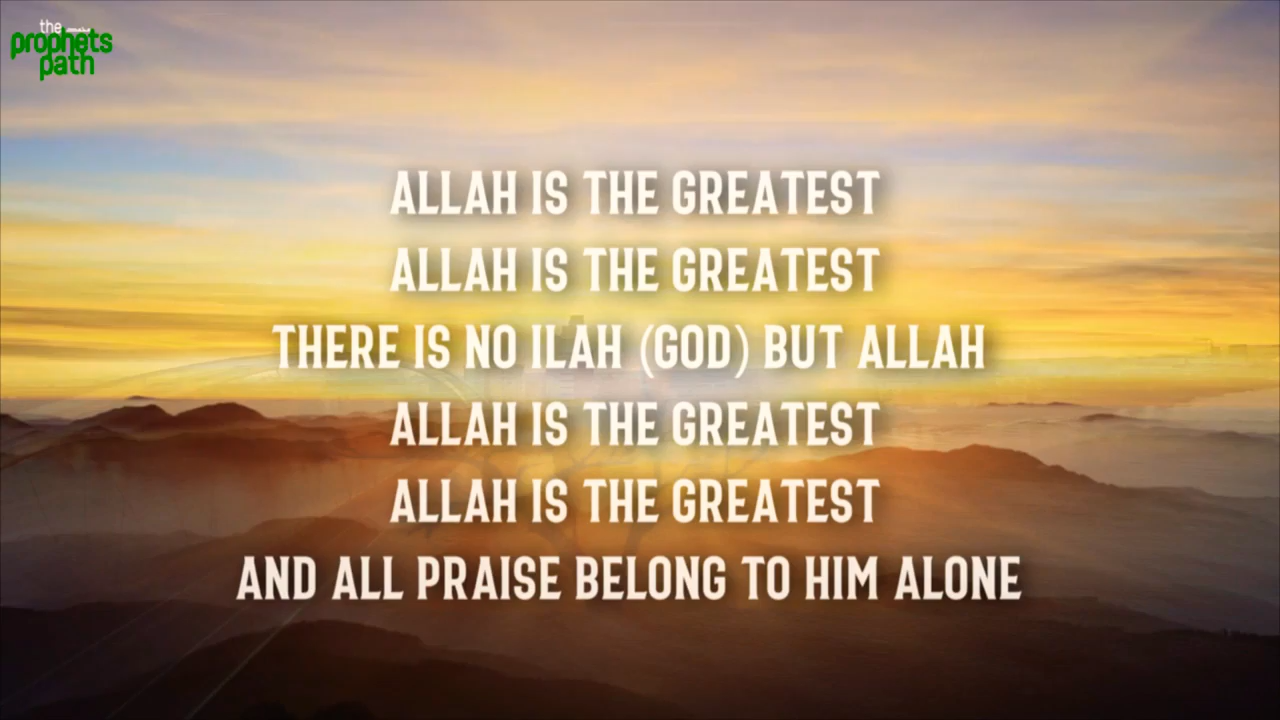 the
prophets
path
ALLAH IS THE GREATEST
ALLAH IS THE GREATEST
THERE IS NO ILAH (GOD) BUT ALLAH
ALLAH IS THE GREATEST
ALLAH IS THE GREATEST
AND ALL PRAISE BELONG TO HIM ALONE